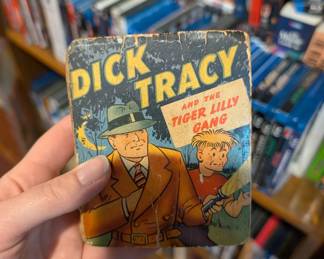 DICK
TRACY
AND THE
TIGER LILLY
GANG